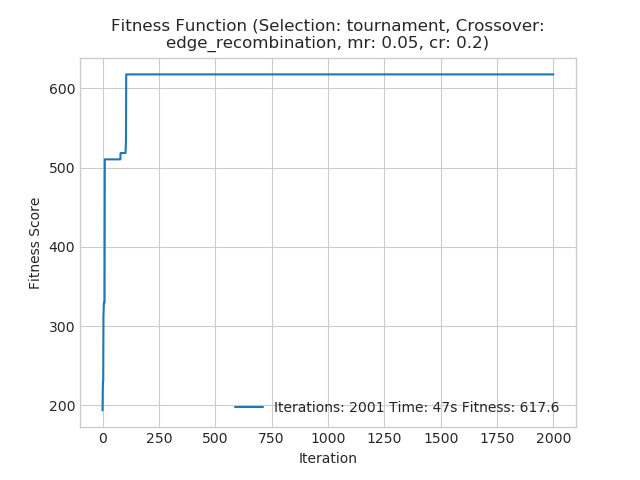 Fitness Function (Selection: tournament, Crossover:
edge_recombination, mr: 0.05, cr: 0.2)
600
500
400
300
200
Fitness Score
Iterations: 2001 Time: 47s Fitness: 617.6
0 250 500 750 1000 1250 1500 1750 2000
Iteration